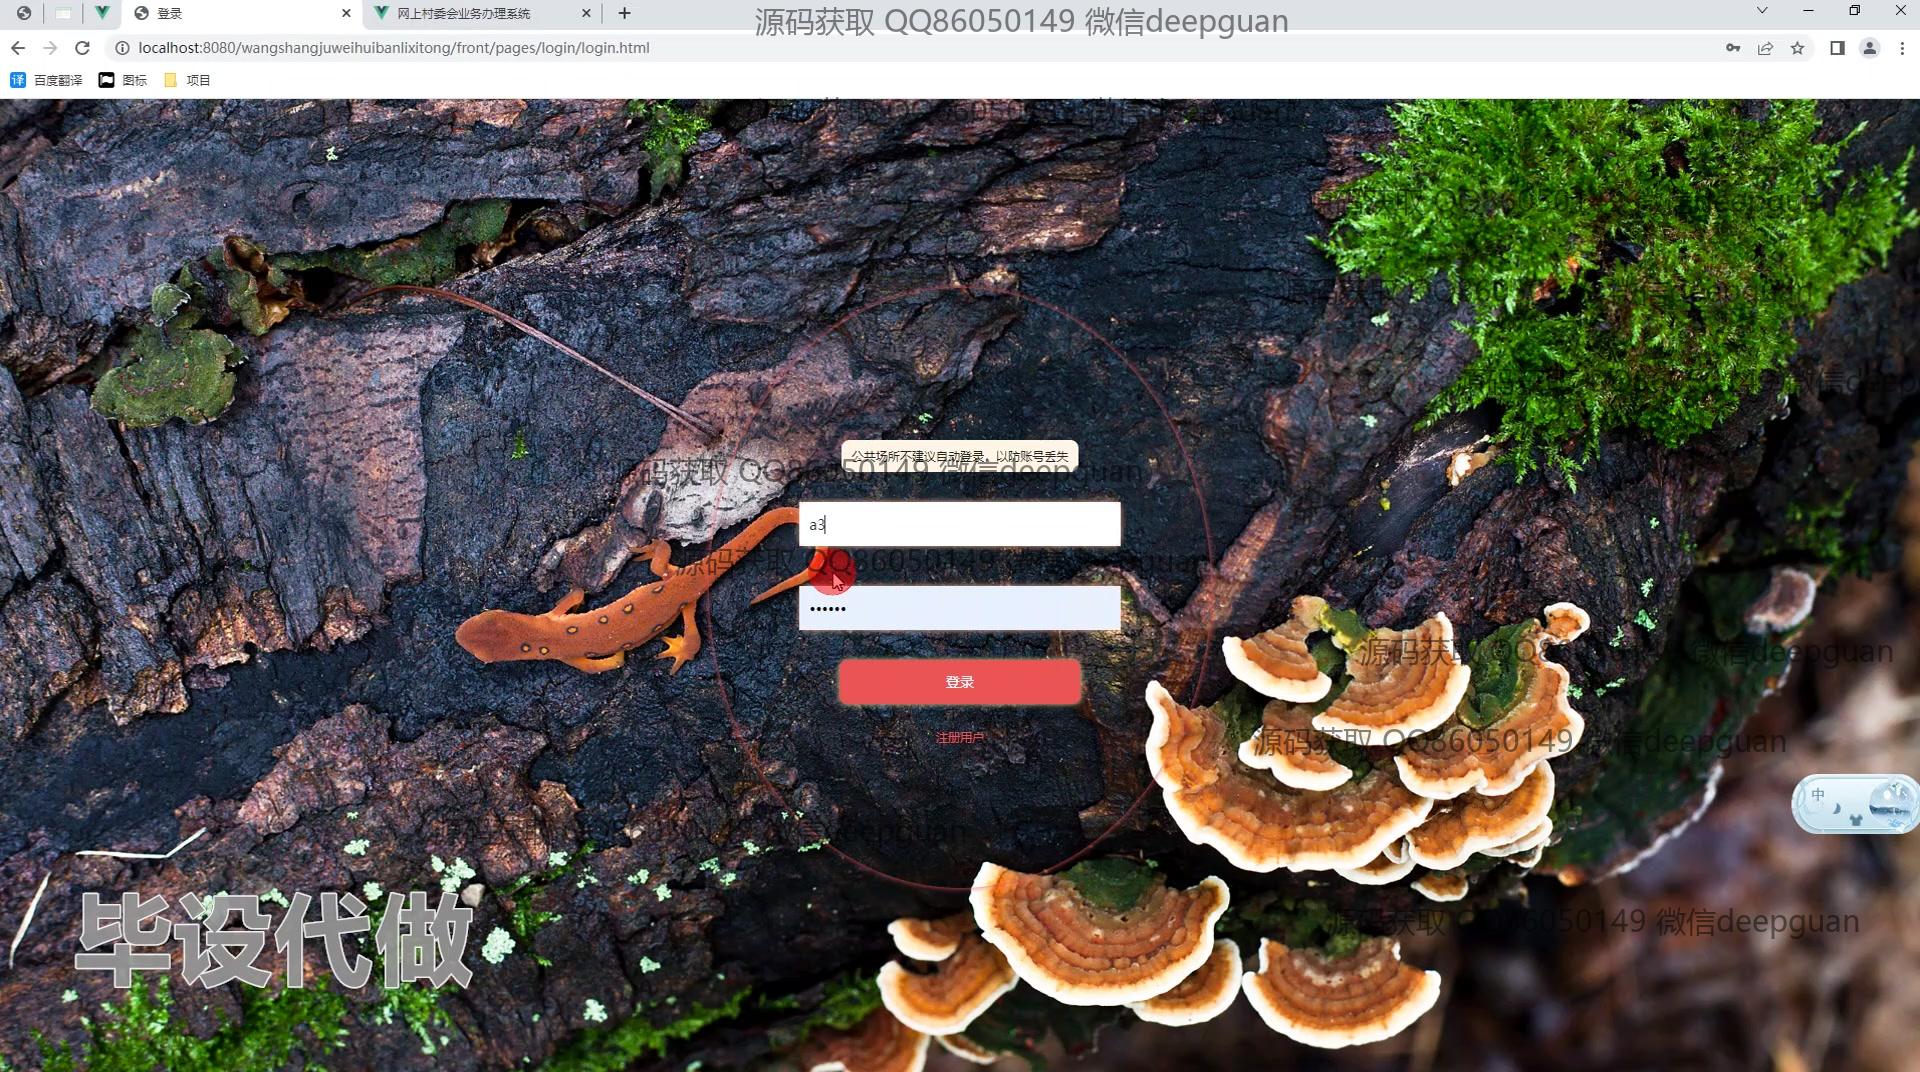 登录
网上村委会业务办理系统
源码获取 QQ86050149 微信deepguan
localhost:8080/wangshangjuweihuibanlixitong/front/pages/login/login.html
译 百度翻译 图标 项目
公共场所不建议自动登录，以防账号丢失
源码获取 QQ86050149 微信deepguan
a3
源码获取 QQ86050149
源码获取
微信deepguan
登录
注册用户
源码获取 QQ86050149 微信deepguan
中
毕设代做
源码获取 QQ86050149 微信deepguan